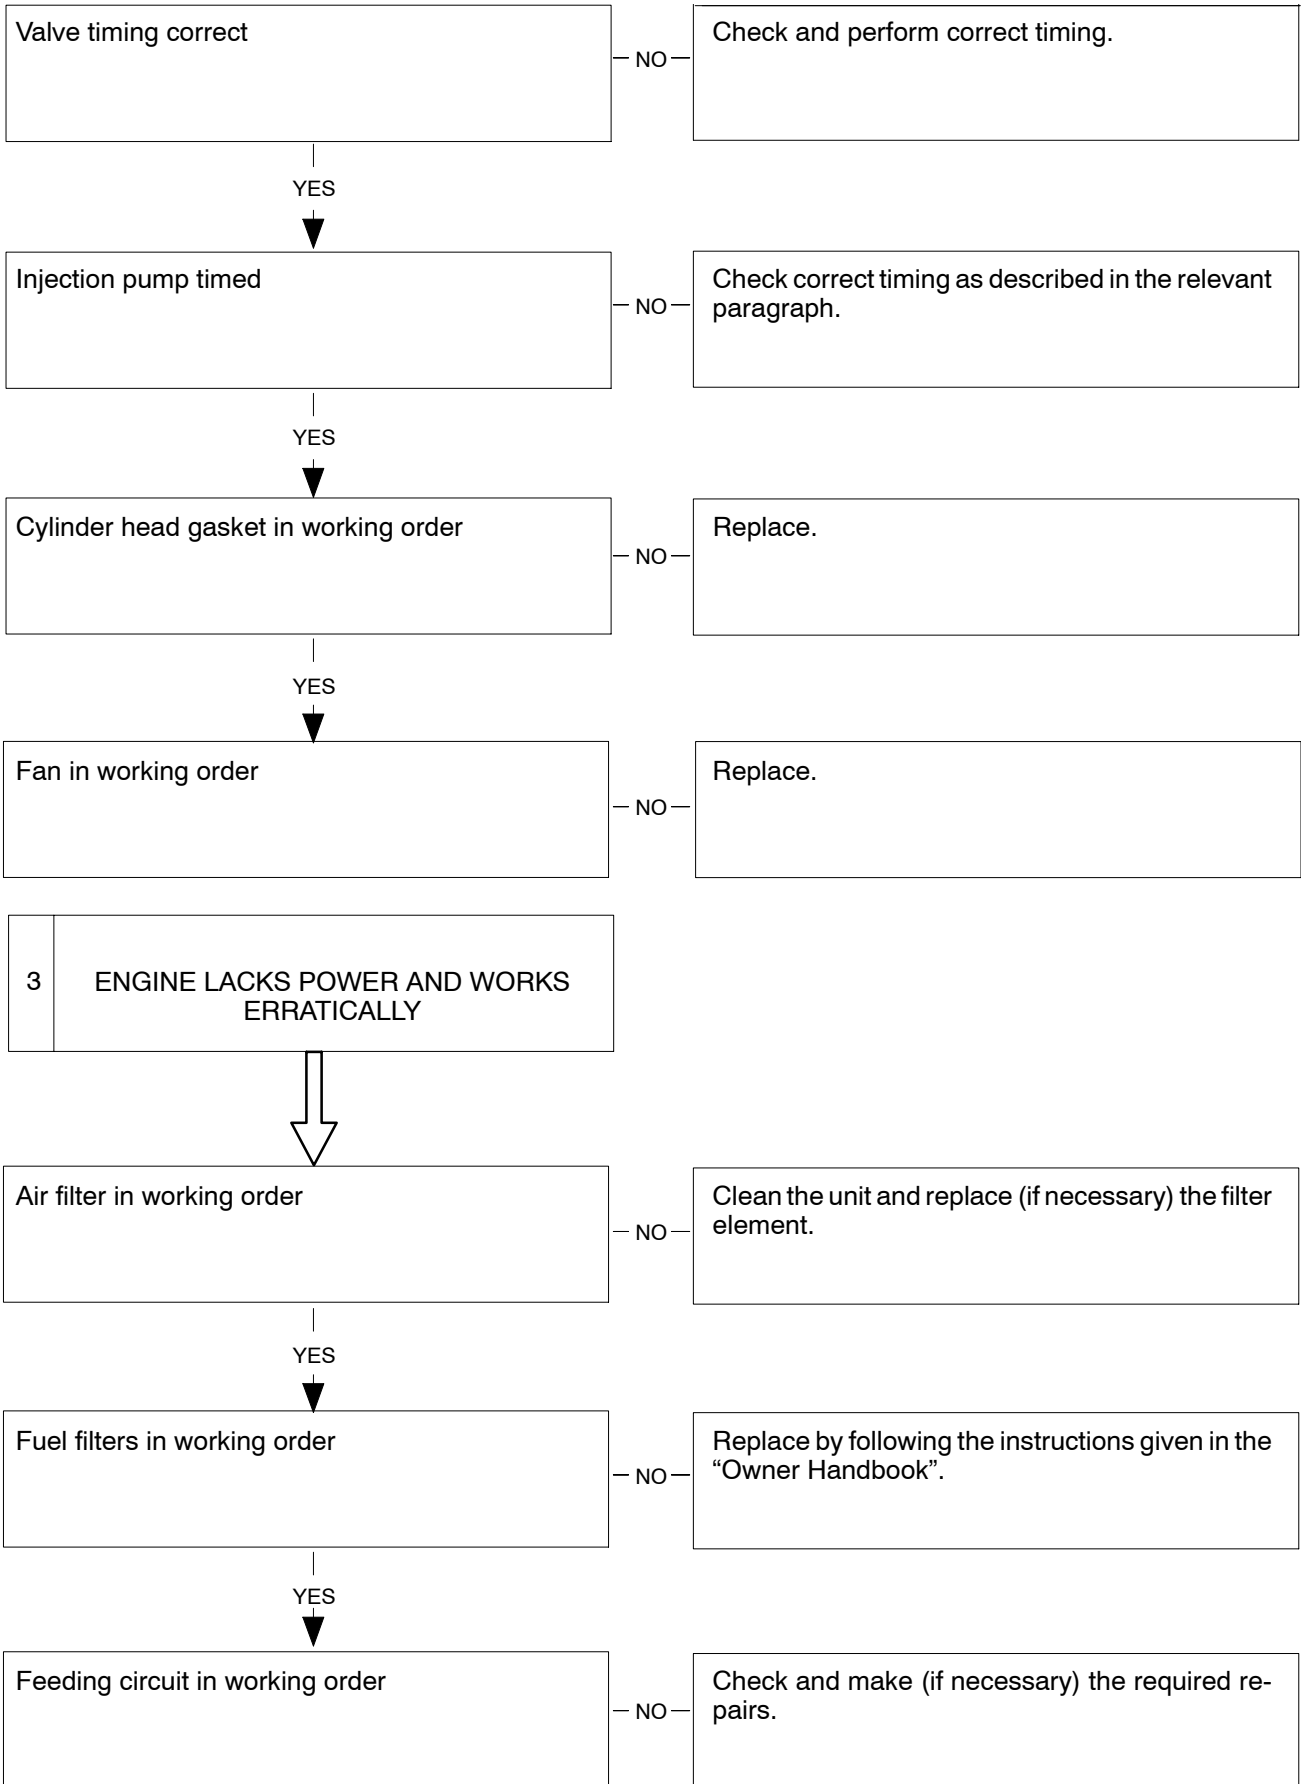 Valve timing correct
NO
Check and perform correct timing.
YES
Injection pump timed
NO
Check correct timing as described in the relevant
paragraph.
YES
Cylinder head gasket in working order
NO
Replace.
YES
Fan in working order
NO
Replace.
3
ENGINE LACKS POWER AND WORKS
ERRATICALLY
Air filter in working order
NO
Clean the unit and replace (if necessary) the filter
element.
YES
Fuel filters in working order
NO
Replace by following the instructions given in the
“Owner Handbook”.
YES
Feeding circuit in working order
NO
Check and make (if necessary) the required re-
pairs.